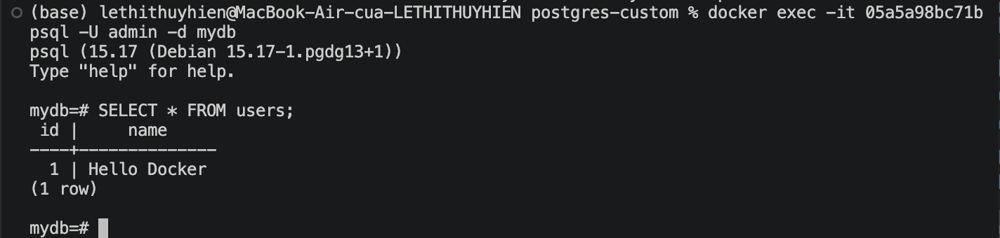 (base) lethithuyhien@MacBook-Air-cua-LETHITHUYHIEN postgres-custom % docker exec -it 05a5a98bc71b
psql -U admin -d mydb
psql (15.17 (Debian 15.17-1.pgdg13+1))
Type "help" for help.
mydb=# SELECT * FROM users;
 id |     name
----+--------------
  1 | Hello Docker
(1 row)
mydb=#